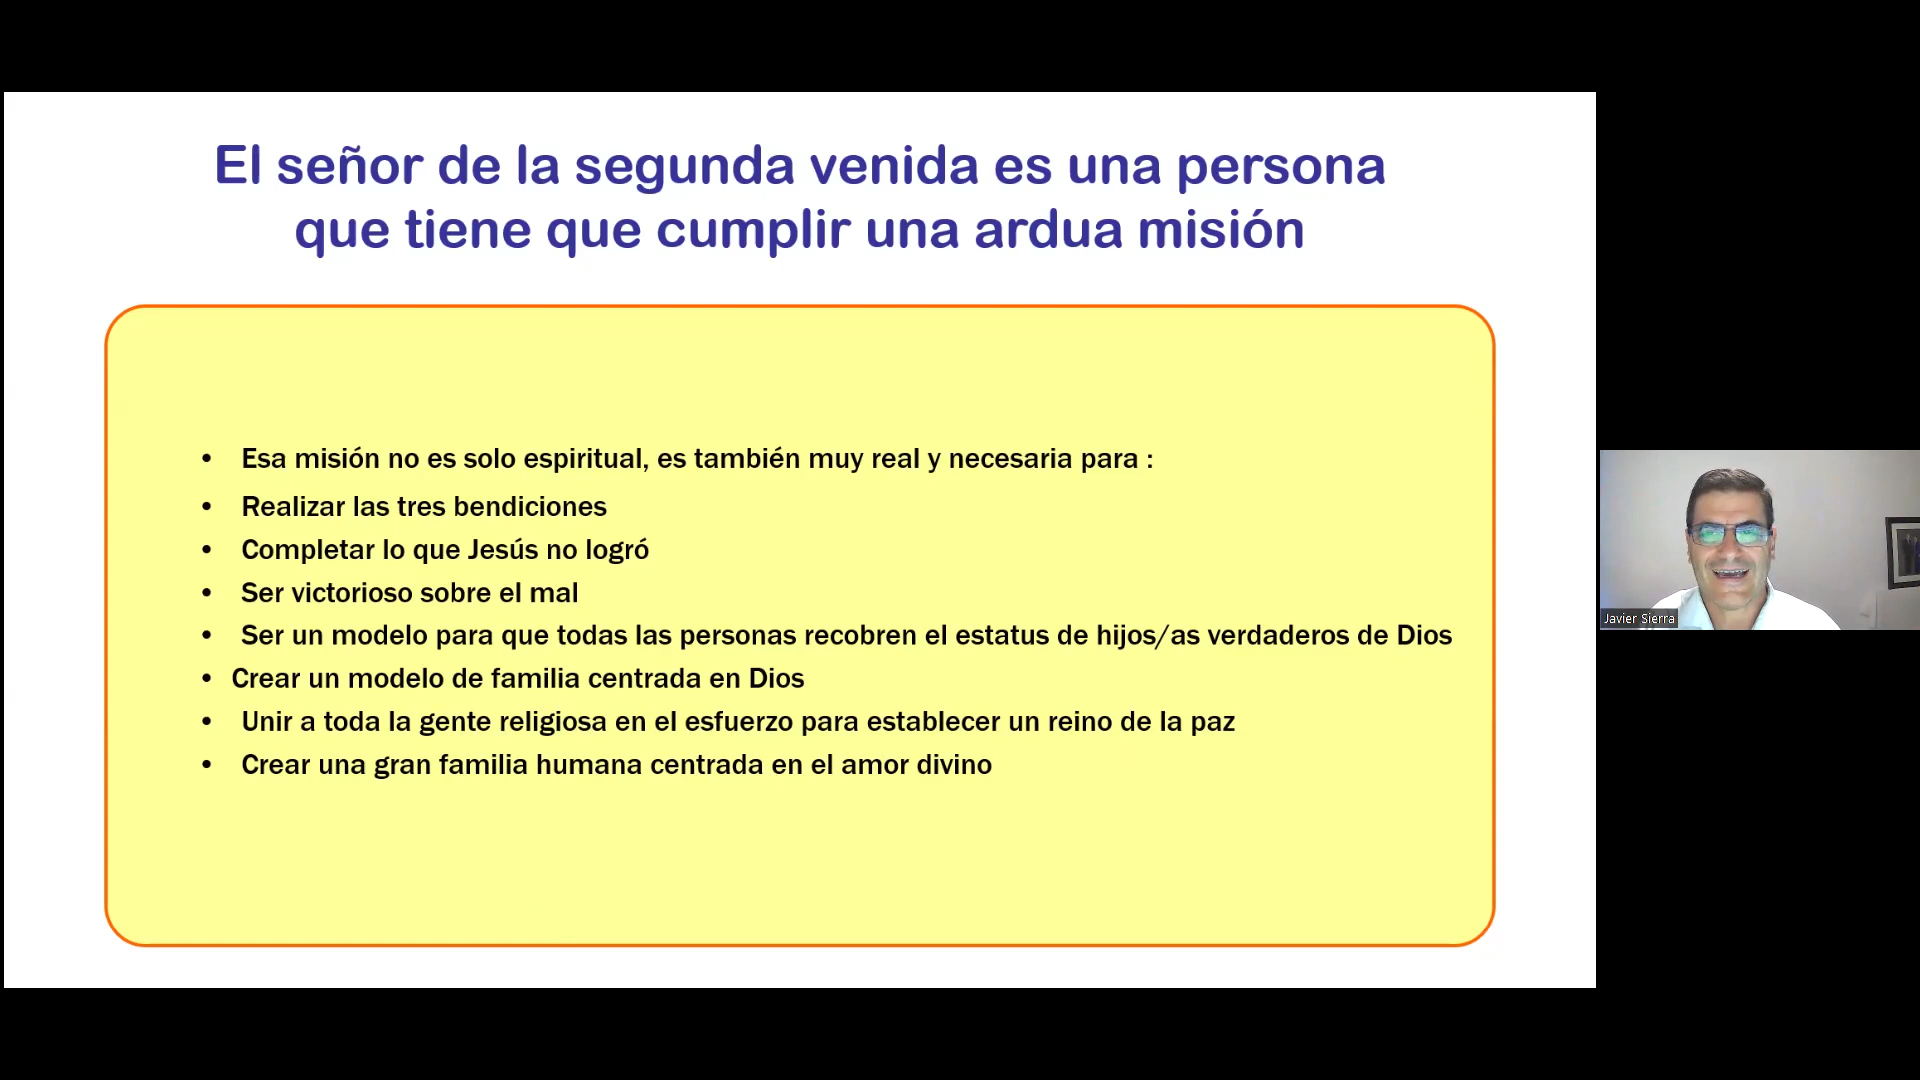 El señor de la segunda venida es una persona
que tiene que cumplir una ardua misión
• Esa misión no es solo espiritual, es también muy real y necesaria para :
• Realizar las tres bendiciones
• Completar lo que Jesús no logró
• Ser victorioso sobre el mal
• Ser un modelo para que todas las personas recobren el estatus de hijos/as verdaderos de Dios
• Crear un modelo de familia centrada en Dios
• Unir a toda la gente religiosa en el esfuerzo para establecer un reino de la paz
• Crear una gran familia humana centrada en el amor divino
Javier Sierra